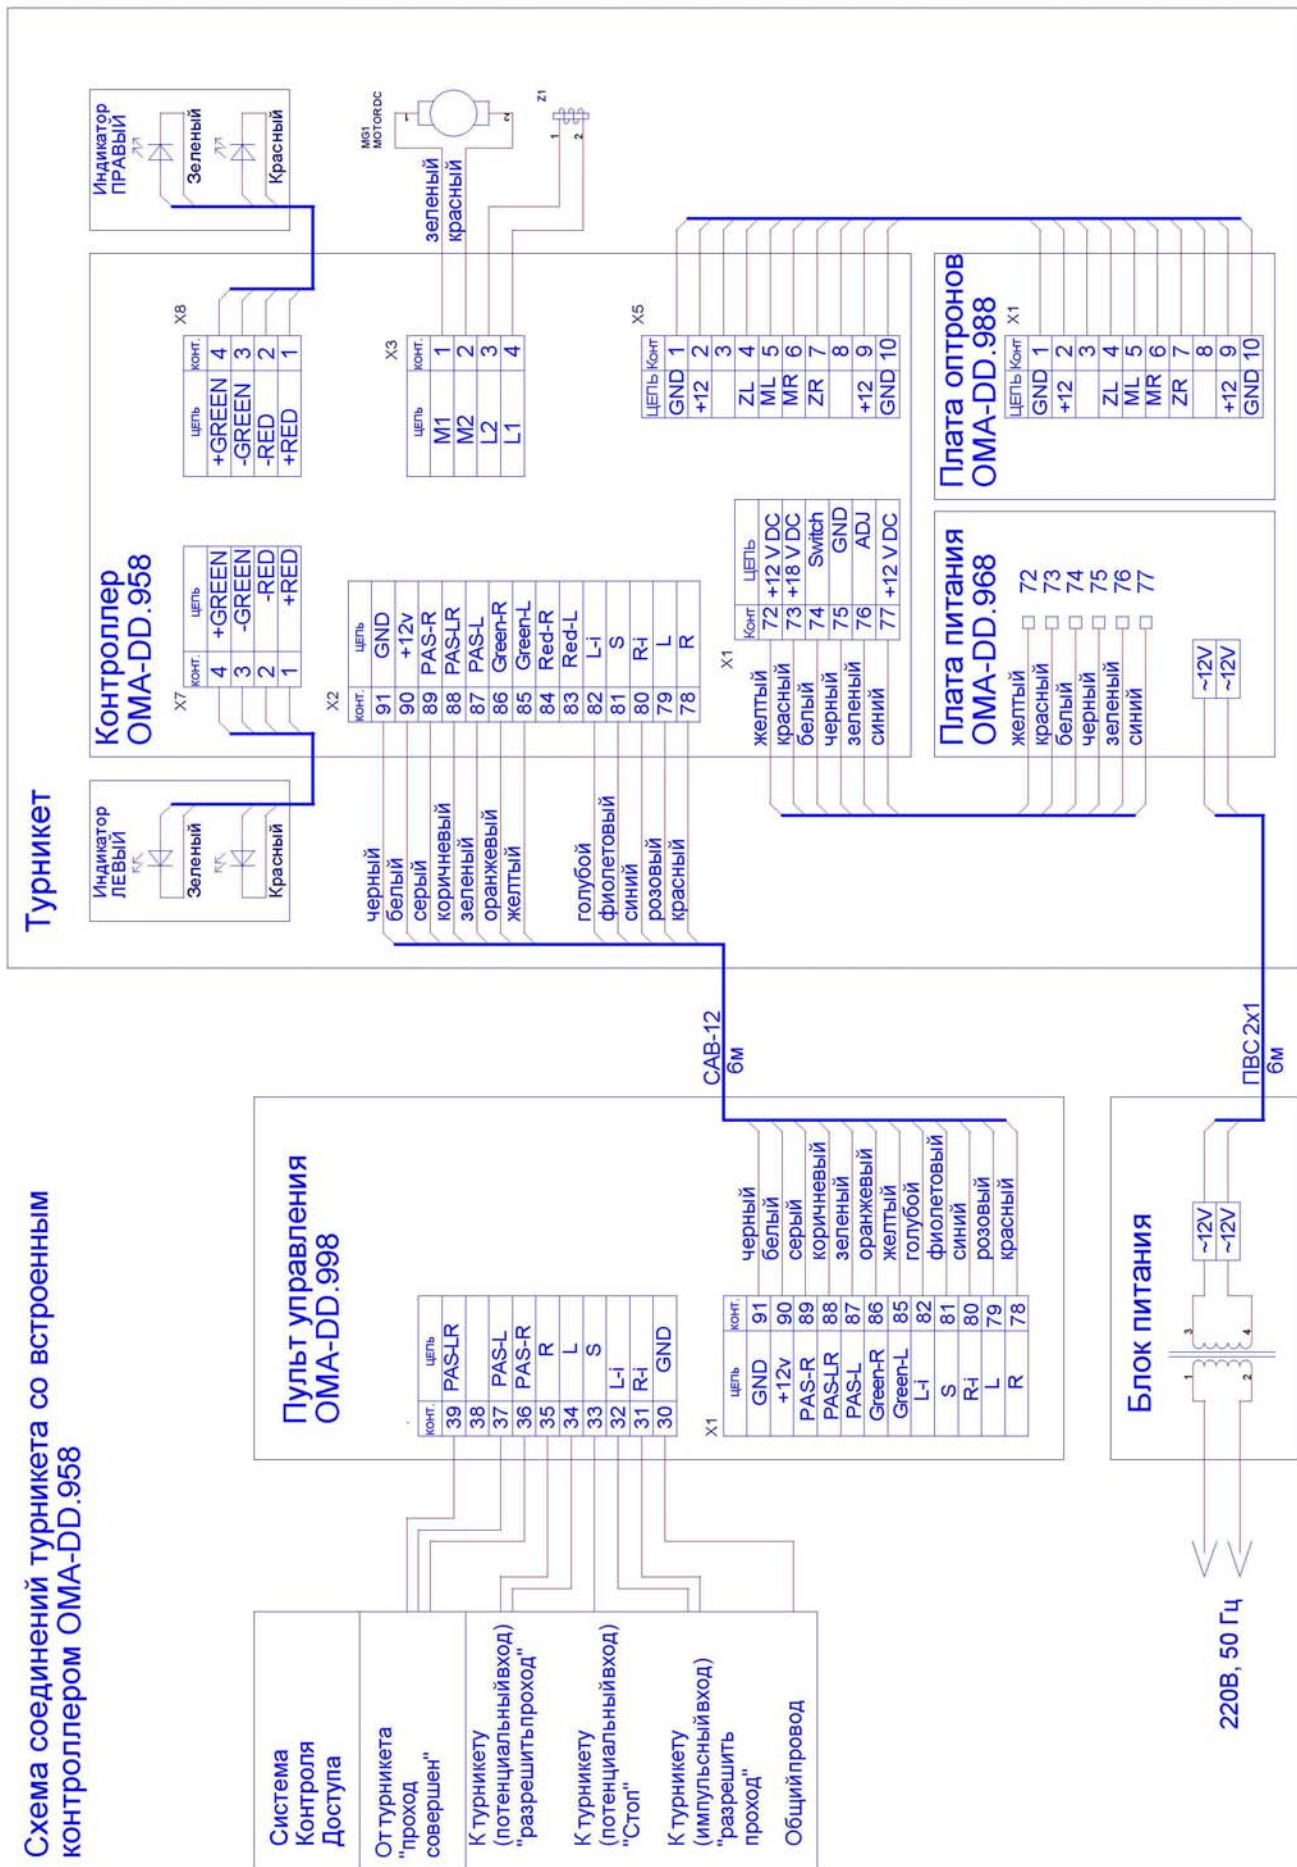 Схема соединений турникета со встроенным
контроллером ОМА-DD.958
Система
Контроля
Доступа
От турникета
"проход
совершен"
К турникету
(потенциальный вход)
"разрешить проход"
К турникету
(потенциальный вход)
"Стоп"
К турникету
(импульсный вход)
"разрешить
проход"
Общий провод
220В, 50 Гц
Пульт управления
ОМА-DD.998
конт. цепь
39 PAS-LR
38
37 PAS-L
36 PAS-R
35 R
34 L
33 S
32 L-i
31 R-i
30 GND
X1
цепь конт.
GND 91 черный
+12v 90 белый
PAS-R 89 серый
PAS-LR 88 коричневый
PAS-L 87 зеленый
Green-R 86 оранжевый
Green-L 85 желтый
L-i 82 голубой
S 81 фиолетовый
R-i 80 синий
L 79 розовый
R 78 красный
Блок питания
1 3
2 4
~12V
~12V
САВ-12
6м
ПВС 2х1
6м
Турникет
Индикатор
ЛЕВЫЙ
Зеленый
Красный
Контроллер
ОМА-DD.958
X7
конт. цепь
4 +GREEN
3 -GREEN
2 -RED
1 +RED
X8
цепь конт.
+GREEN 4
-GREEN 3
-RED 2
+RED 1
Индикатор
ПРАВЫЙ
Зеленый
Красный
X2
конт. цепь
черный 91 GND
белый 90 +12v
серый 89 PAS-R
коричневый 88 PAS-LR
зеленый 87 PAS-L
оранжевый 86 Green-R
желтый 85 Green-L
84 Red-R
83 Red-L
голубой 82 L-i
фиолетовый 81 S
синий 80 R-i
розовый 79 L
красный 78 R
X3
цепь конт.
M1 1
M2 2
L2 3
L1 4
зеленый
красный
MG1
MOTOR DC
1
2
Z1
1
2
X1
Конт цепь
желтый 72 +12 V DC
красный 73 +18 V DC
белый 74 Switch
черный 75 GND
зеленый 76 ADJ
синий 77 +12 V DC
X5
цепь Конт
GND 1
+12 2
3
ZL 4
ML 5
MR 6
ZR 7
8
+12 9
GND 10
Плата питания
ОМА-DD.968
желтый 72
красный 73
белый 74
черный 75
зеленый 76
синий 77
~12V
~12V
Плата оптронов
ОМА-DD.988
X1
цепь Конт
GND 1
+12 2
3
ZL 4
ML 5
MR 6
ZR 7
8
+12 9
GND 10